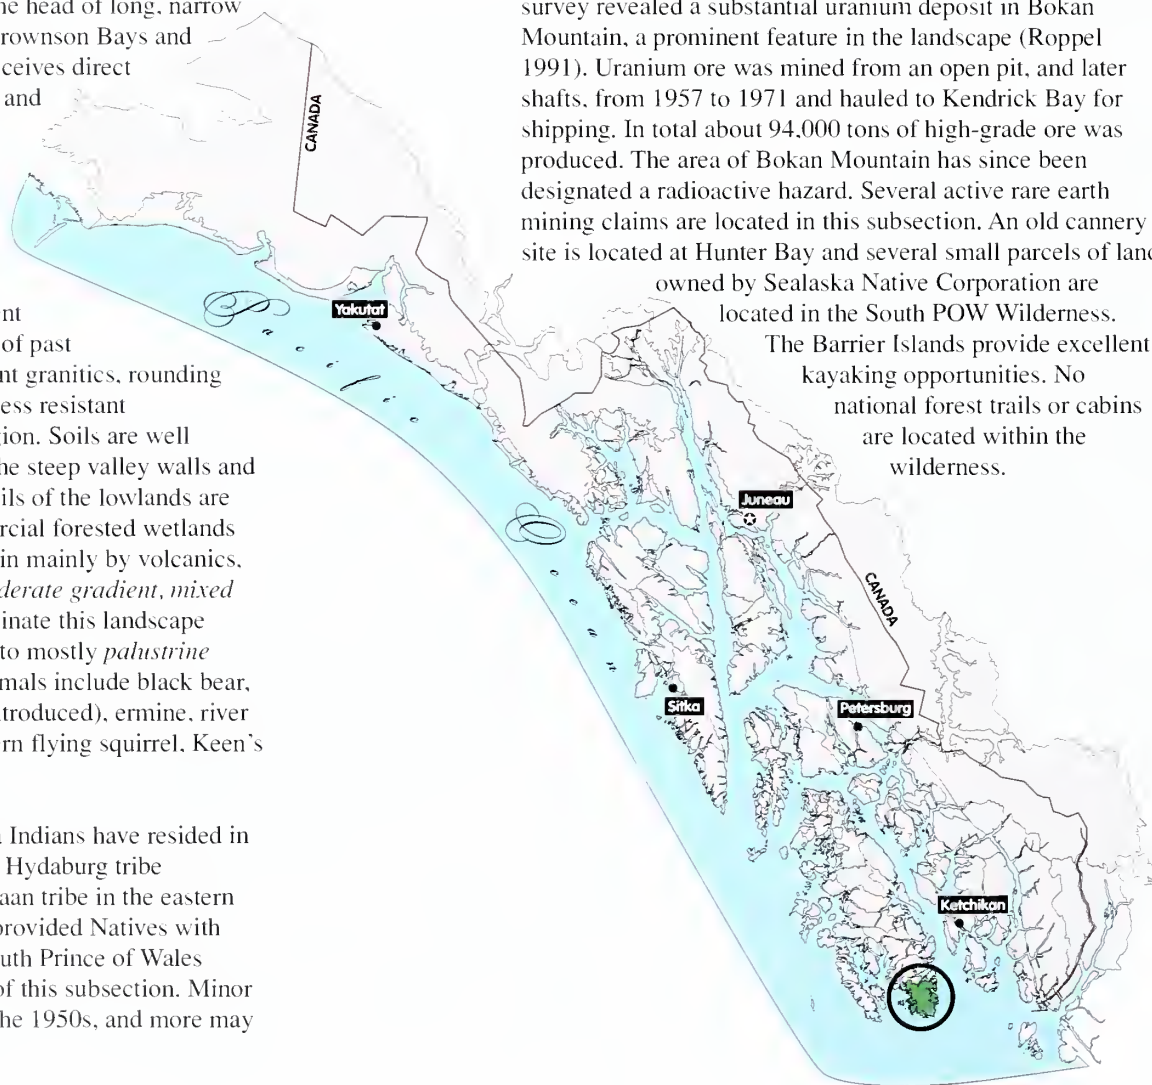 ne head of long, narrow
rownson Bays and
ceives direct
and
nt
of past
nt granitics, rounding
ess resistant
gion. Soils are well
he steep valley walls and
ils of the lowlands are
rcial forested wetlands
in mainly by volcanics,
derate gradient, mixed
inate this landscape
to mostly palustrine
mals include black bear,
troduced), ermine, river
rn flying squirrel, Keen's
Indians have resided in
Hydaburg tribe
aan tribe in the eastern
provided Natives with
uth Prince of Wales
of this subsection. Minor
he 1950s, and more may
survey revealed a substantial uranium deposit in Bokan
Mountain, a prominent feature in the landscape (Roppel
1991). Uranium ore was mined from an open pit, and later
shafts, from 1957 to 1971 and hauled to Kendrick Bay for
shipping. In total about 94,000 tons of high-grade ore was
produced. The area of Bokan Mountain has since been
designated a radioactive hazard. Several active rare earth
mining claims are located in this subsection. An old cannery
site is located at Hunter Bay and several small parcels of land
owned by Sealaska Native Corporation are
located in the South POW Wilderness.
The Barrier Islands provide excellent
kayaking opportunities. No
national forest trails or cabins
are located within the
wilderness.
CANADA
Yakutat
Pacific
Ocean
Juneau
CANADA
Sitka
Petersburg
Ketchikan